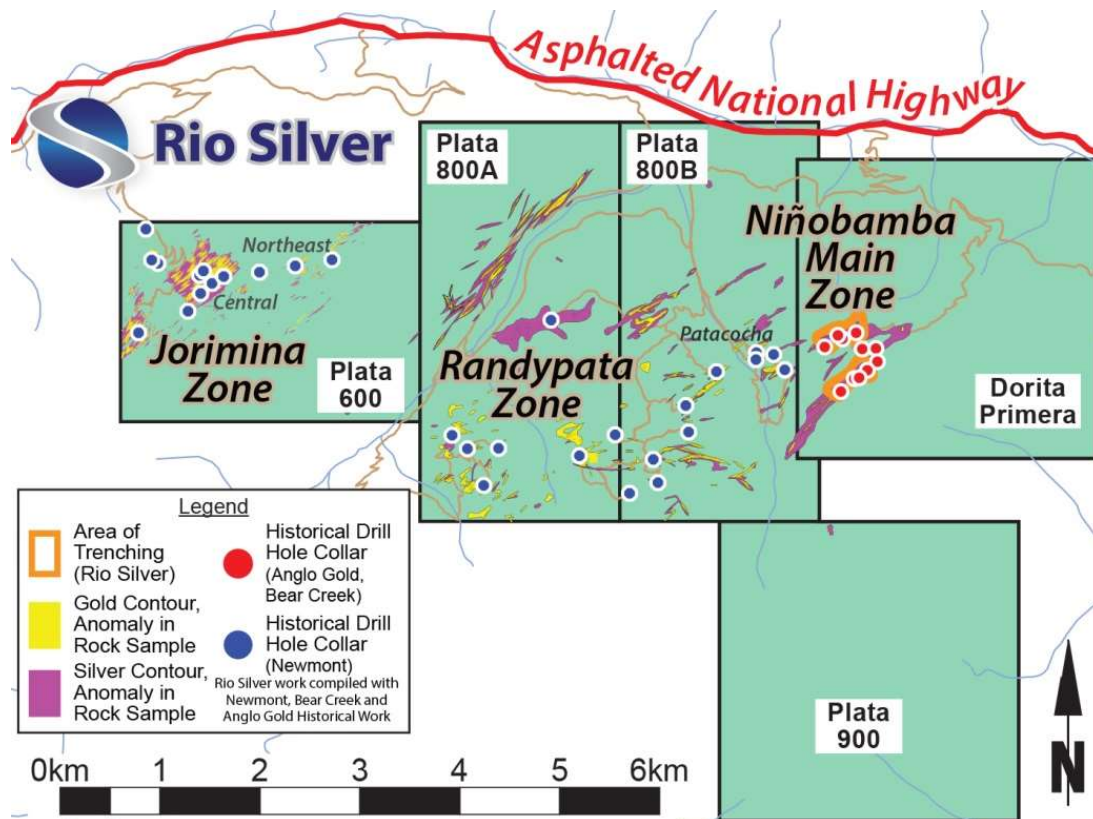 Asphalted National Highway
Rio Silver
Plata
800A
Plata
800B
Niñobamba
Main
Zone
Northeast
Central
Jorimina
Zone
Plata
600
Patacocha
Randypata
Zone
Dorita
Primera
Legend
Area of
Trenching
(Rio Silver)
Gold Contour,
Anomaly in
Rock Sample
Silver Contour,
Anomaly in
Rock Sample
Historical Drill
Hole Collar
(Anglo Gold,
Bear Creek)
Historical Drill
Hole Collar
(Newmont)
Rio Silver work compiled with
Newmont, Bear Creek and
Anglo Gold Historical Work
Plata
900
N
0km 1 2 3 4 5 6km